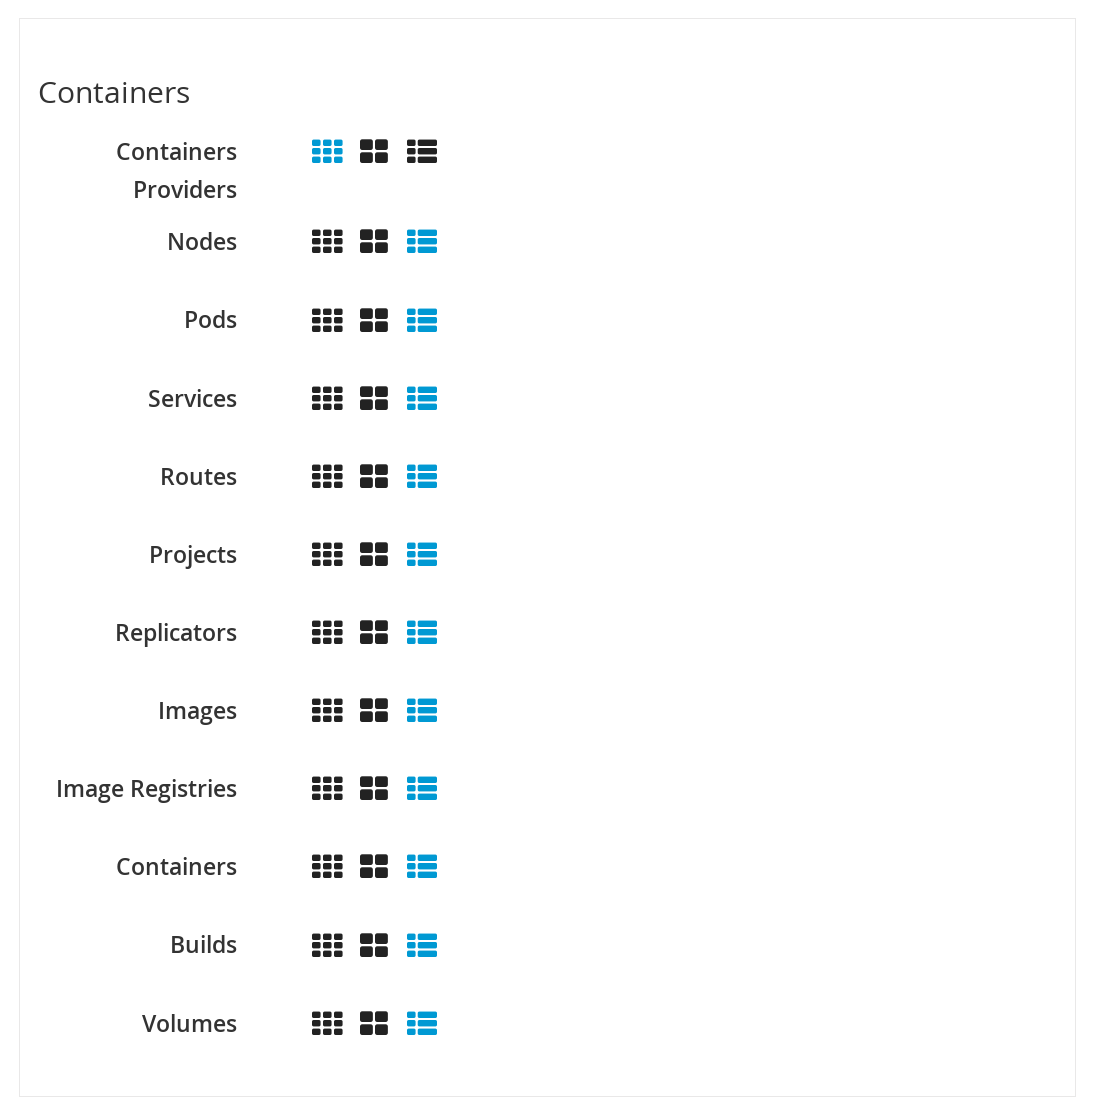 Containers
Containers
Providers
Nodes
Pods
Services
Routes
Projects
Replicators
Images
Image Registries
Containers
Builds
Volumes